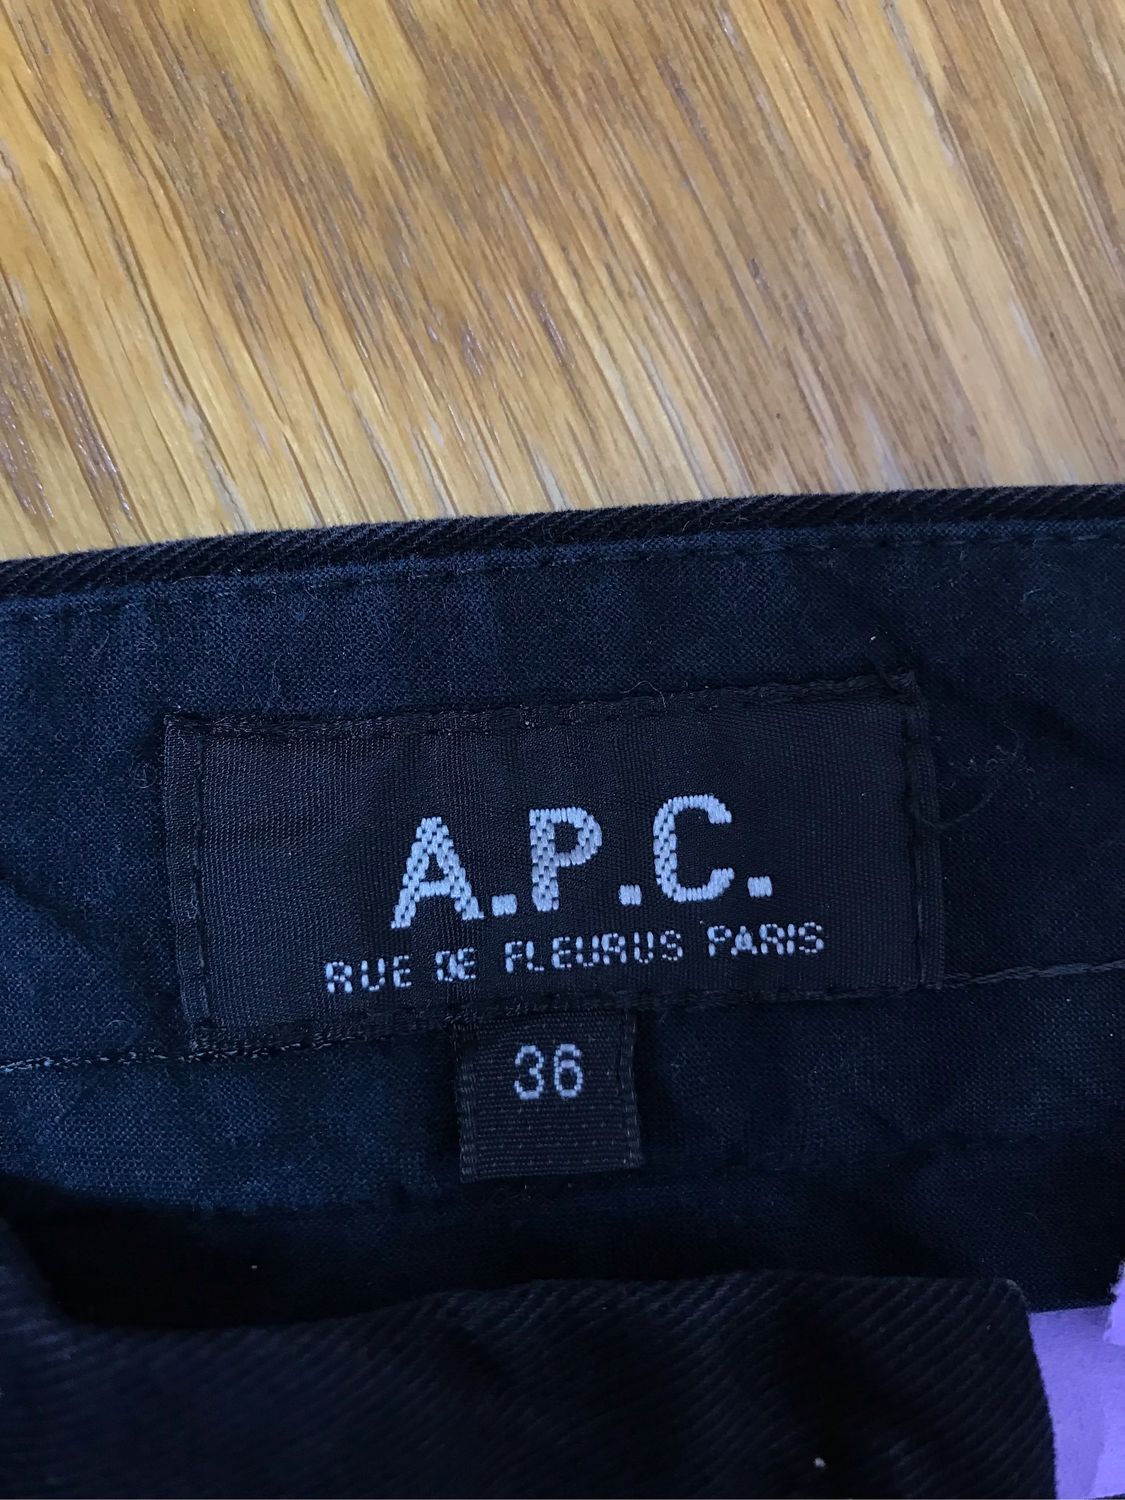 A.P.C.
RUE DE FLEURUS PARIS
36